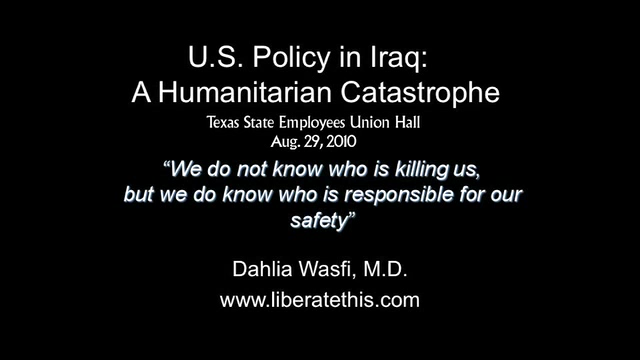 U.S. Policy in Iraq:
A Humanitarian Catastrophe
Texas State Employees Union Hall
Aug. 29, 2010
“We do not know who is killing us,
but we do know who is responsible for our
safety”
Dahlia Wasfi, M.D.
www.liberatethis.com